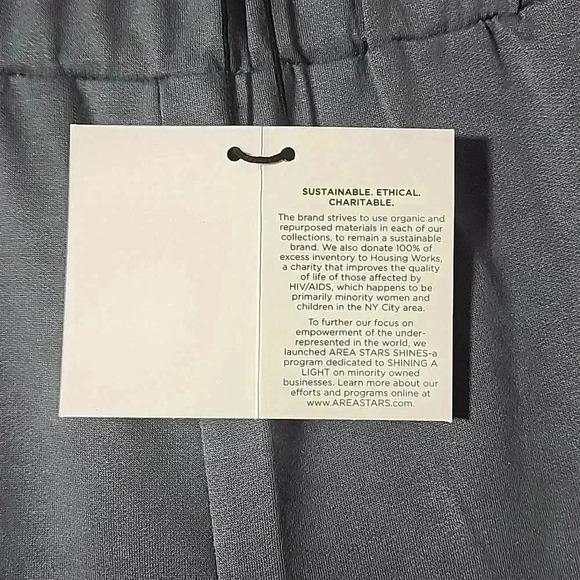 SUSTAINABLE. ETHICAL.
CHARITABLE.
The brand strives to use organic and
repurposed materials in each of our
collections, to remain a sustainable
brand. We also donate 100% of
excess inventory to Housing Works,
a charity that improves the quality
of life of those affected by
HIV/AIDS, which happens to be
primarily minority women and
children in the NY City area.
To further our focus on
empowerment of the under-
represented in the world, we
launched AREA STARS SHINES-a
program dedicated to SHINING A
LIGHT on minority owned
businesses. Learn more about our
efforts and programs online at
www.AREASTARS.com.